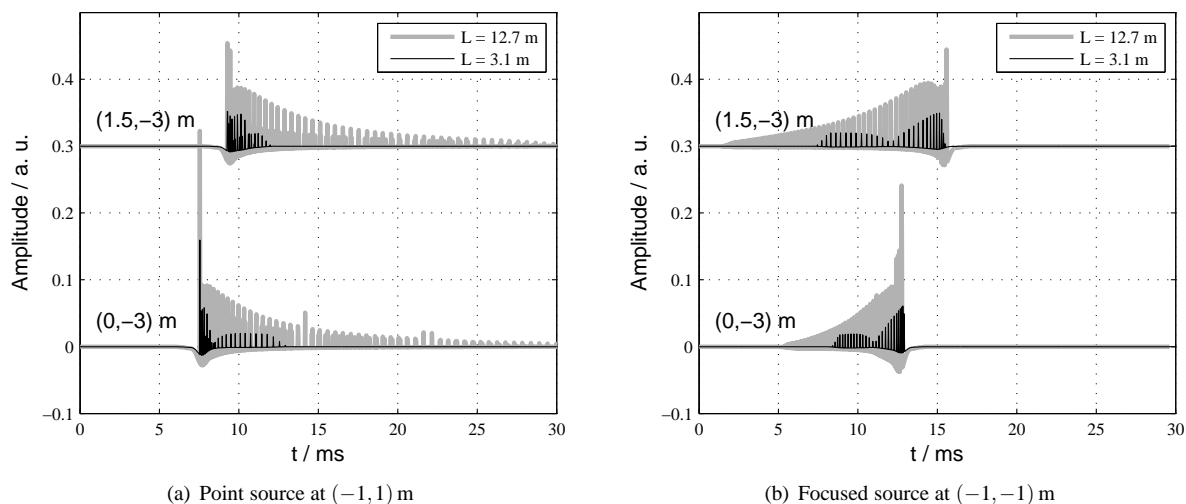 L = 12.7 m
L = 3.1 m
0.4
0.3
0.2
0.1
0
−0.1
Amplitude / a. u.
(1.5,−3) m
(0,−3) m
0 5 10 15 20 25 30
t / ms
(a) Point source at (−1,1) m
L = 12.7 m
L = 3.1 m
0.4
0.3
0.2
0.1
0
−0.1
Amplitude / a. u.
(1.5,−3) m
(0,−3) m
0 5 10 15 20 25 30
t / ms
(b) Focused source at (−1,−1) m